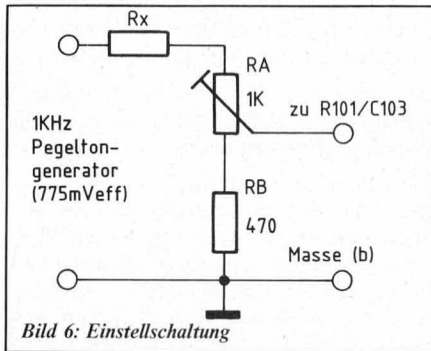 Rx
RA
1K
zu R101/C103
1KHz
Pegelton-
generator
(775mVeff)
RB
470
Masse (b)
Bild 6: Einstellschaltung